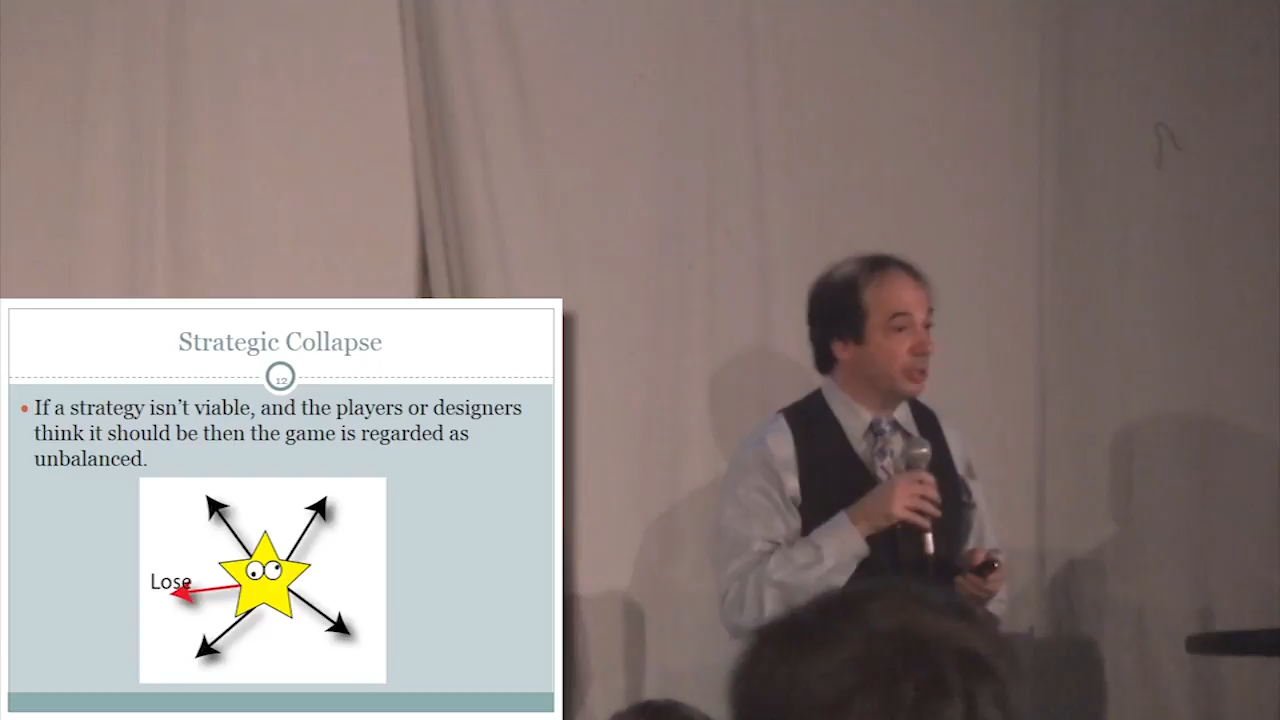 Strategic Collapse
12
• If a strategy isn't viable, and the players or designers
think it should be then the game is regarded as
unbalanced.
Lose